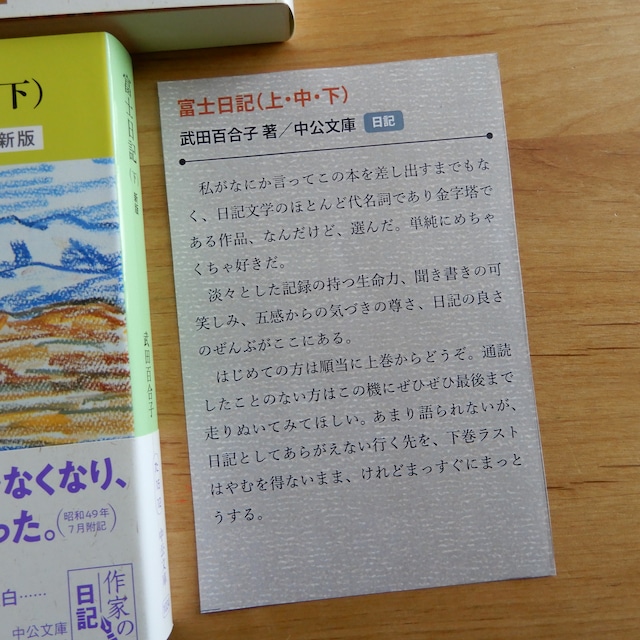 下)
新版
富士日記(下)新版
武田百合子
なくなり、
った。
(昭和49年
7月附記)
白……
作家の
日記
中公文庫
富士日記(上・中・下)
武田百合子 著/中公文庫 日記
私がなにか言ってこの本を差し出すまでもな
く、日記文学のほとんど代名詞であり金字塔で
ある作品、なんだけど、選んだ。単純にめちゃ
くちゃ好きだ。
淡々とした記録の持つ生命力、聞き書きの可
笑しみ、五感からの気づきの尊さ、日記の良さ
のぜんぶがここにある。
はじめての方は順当に上巻からどうぞ。通読
したことのない方はこの機にぜひぜひ最後まで
走りぬいてみてほしい。あまり語られないが、
日記としてあらがえない行く先を、下巻ラスト
はやむを得ないまま、けれどまっすぐにまっと
うする。